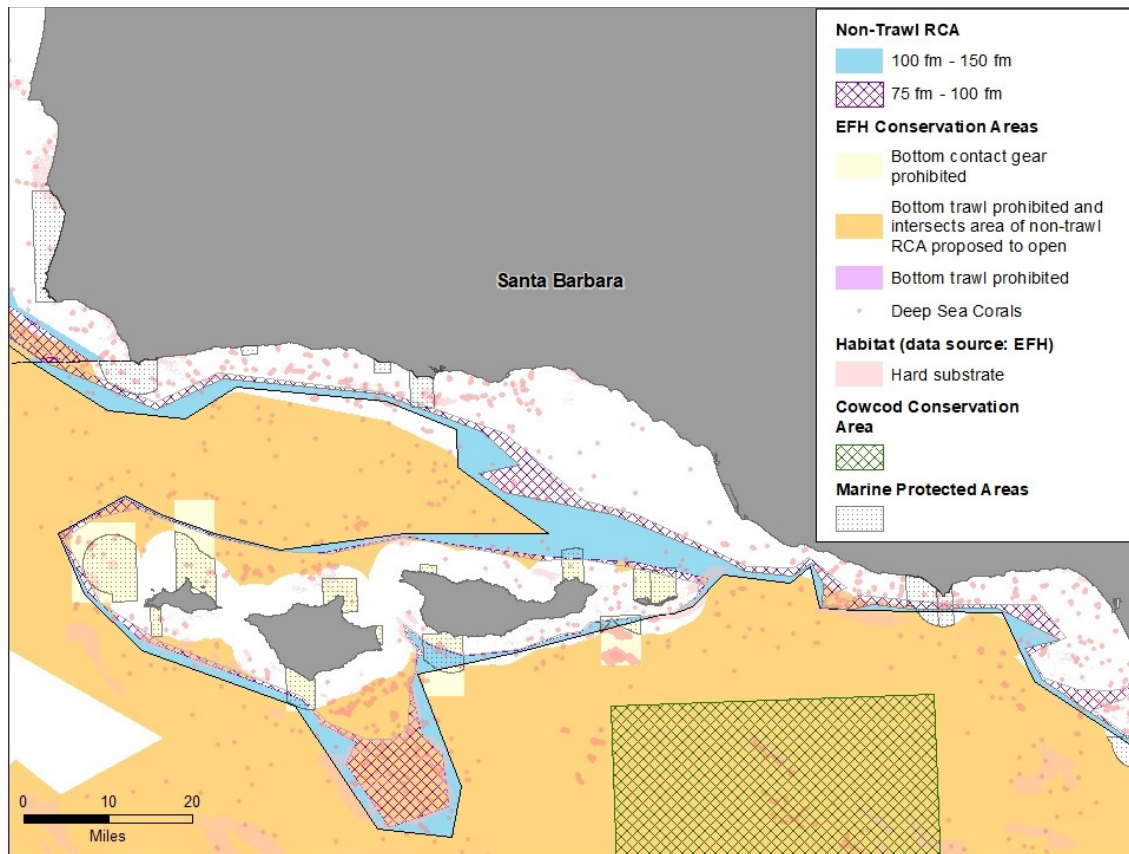 Non-Trawl RCA
100 fm - 150 fm
75 fm - 100 fm
EFH Conservation Areas
Bottom contact gear
prohibited
Bottom trawl prohibited and
intersects area of non-trawl
RCA proposed to open
Bottom trawl prohibited
Deep Sea Corals
Habitat (data source: EFH)
Hard substrate
Cowcod Conservation
Area
Marine Protected Areas
Santa Barbara
0 10 20
Miles